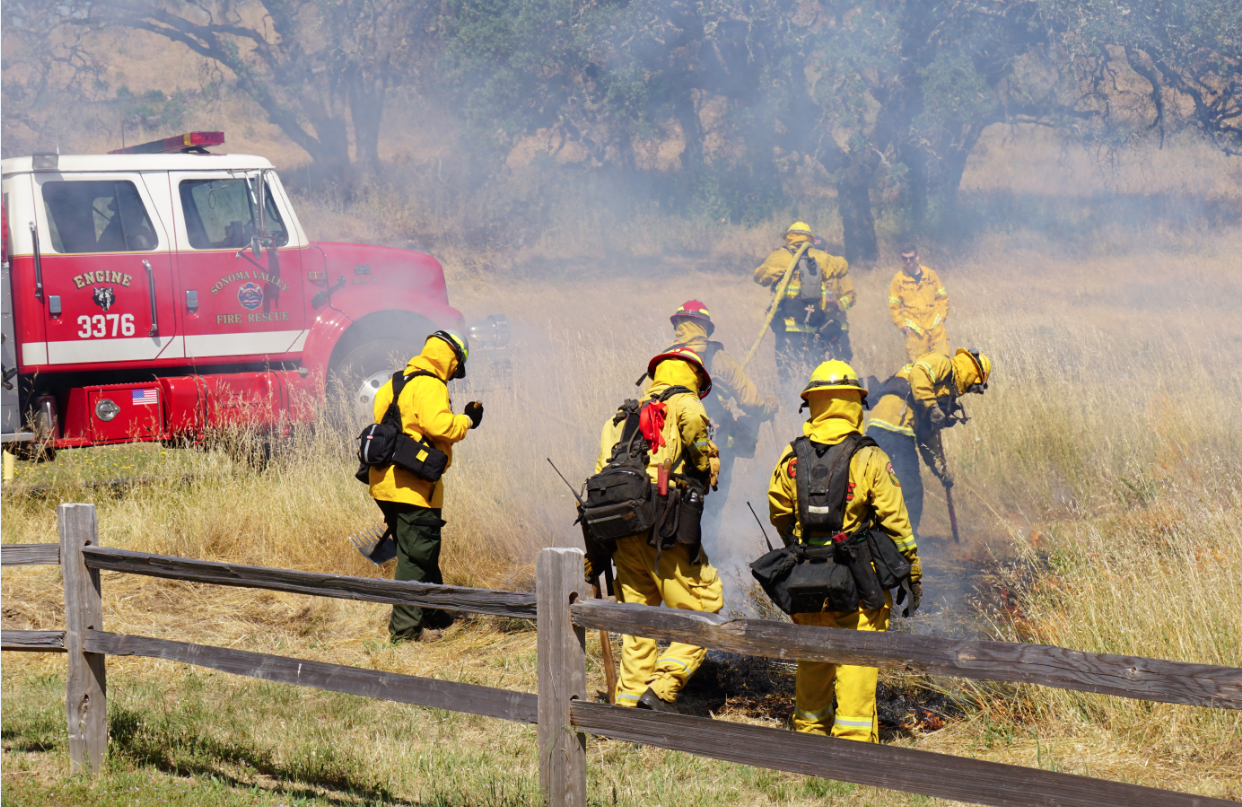 ENGINE
3376
SONOMA VALLEY
FIRE RESCUE